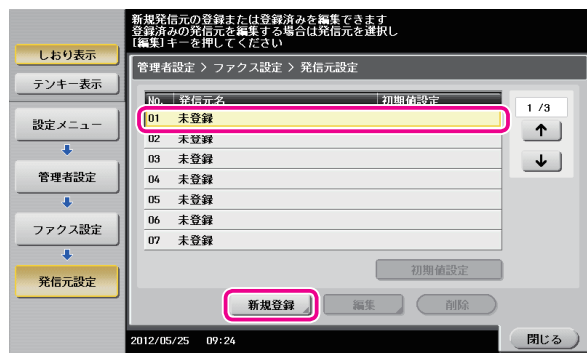 新規発信元の登録または登録済みを編集できます
登録済みの発信元を編集する場合は発信元を選択し
[編集]キーを押してください
しおり表示
テンキー表示
設定メニュー
管理者設定
ファクス設定
発信元設定
管理者設定 > ファクス設定 > 発信元設定
No. 発信元名 初期値設定
01 未登録
02 未登録
03 未登録
04 未登録
05 未登録
06 未登録
07 未登録
1 /3
↑
↓
初期値設定
新規登録 編集 削除
2012/05/25 09:24
閉じる